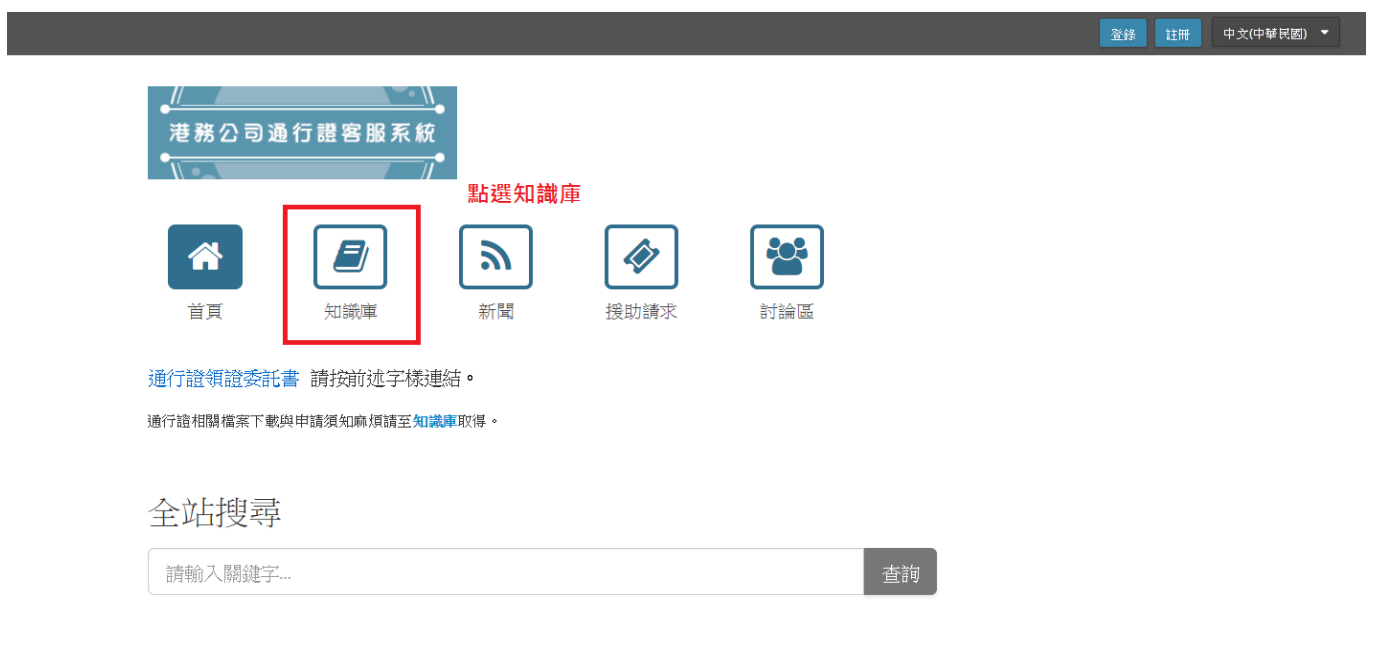 登錄 註冊 中文(中華民國)
港務公司通行證客服系統
點選知識庫
首頁 知識庫 新聞 援助請求 討論區
通行證領證委託書 請按前述字樣連結。
通行證相關檔案下載與申請須知麻煩請至知識庫取得。
全站搜尋
請輸入關鍵字... 查詢